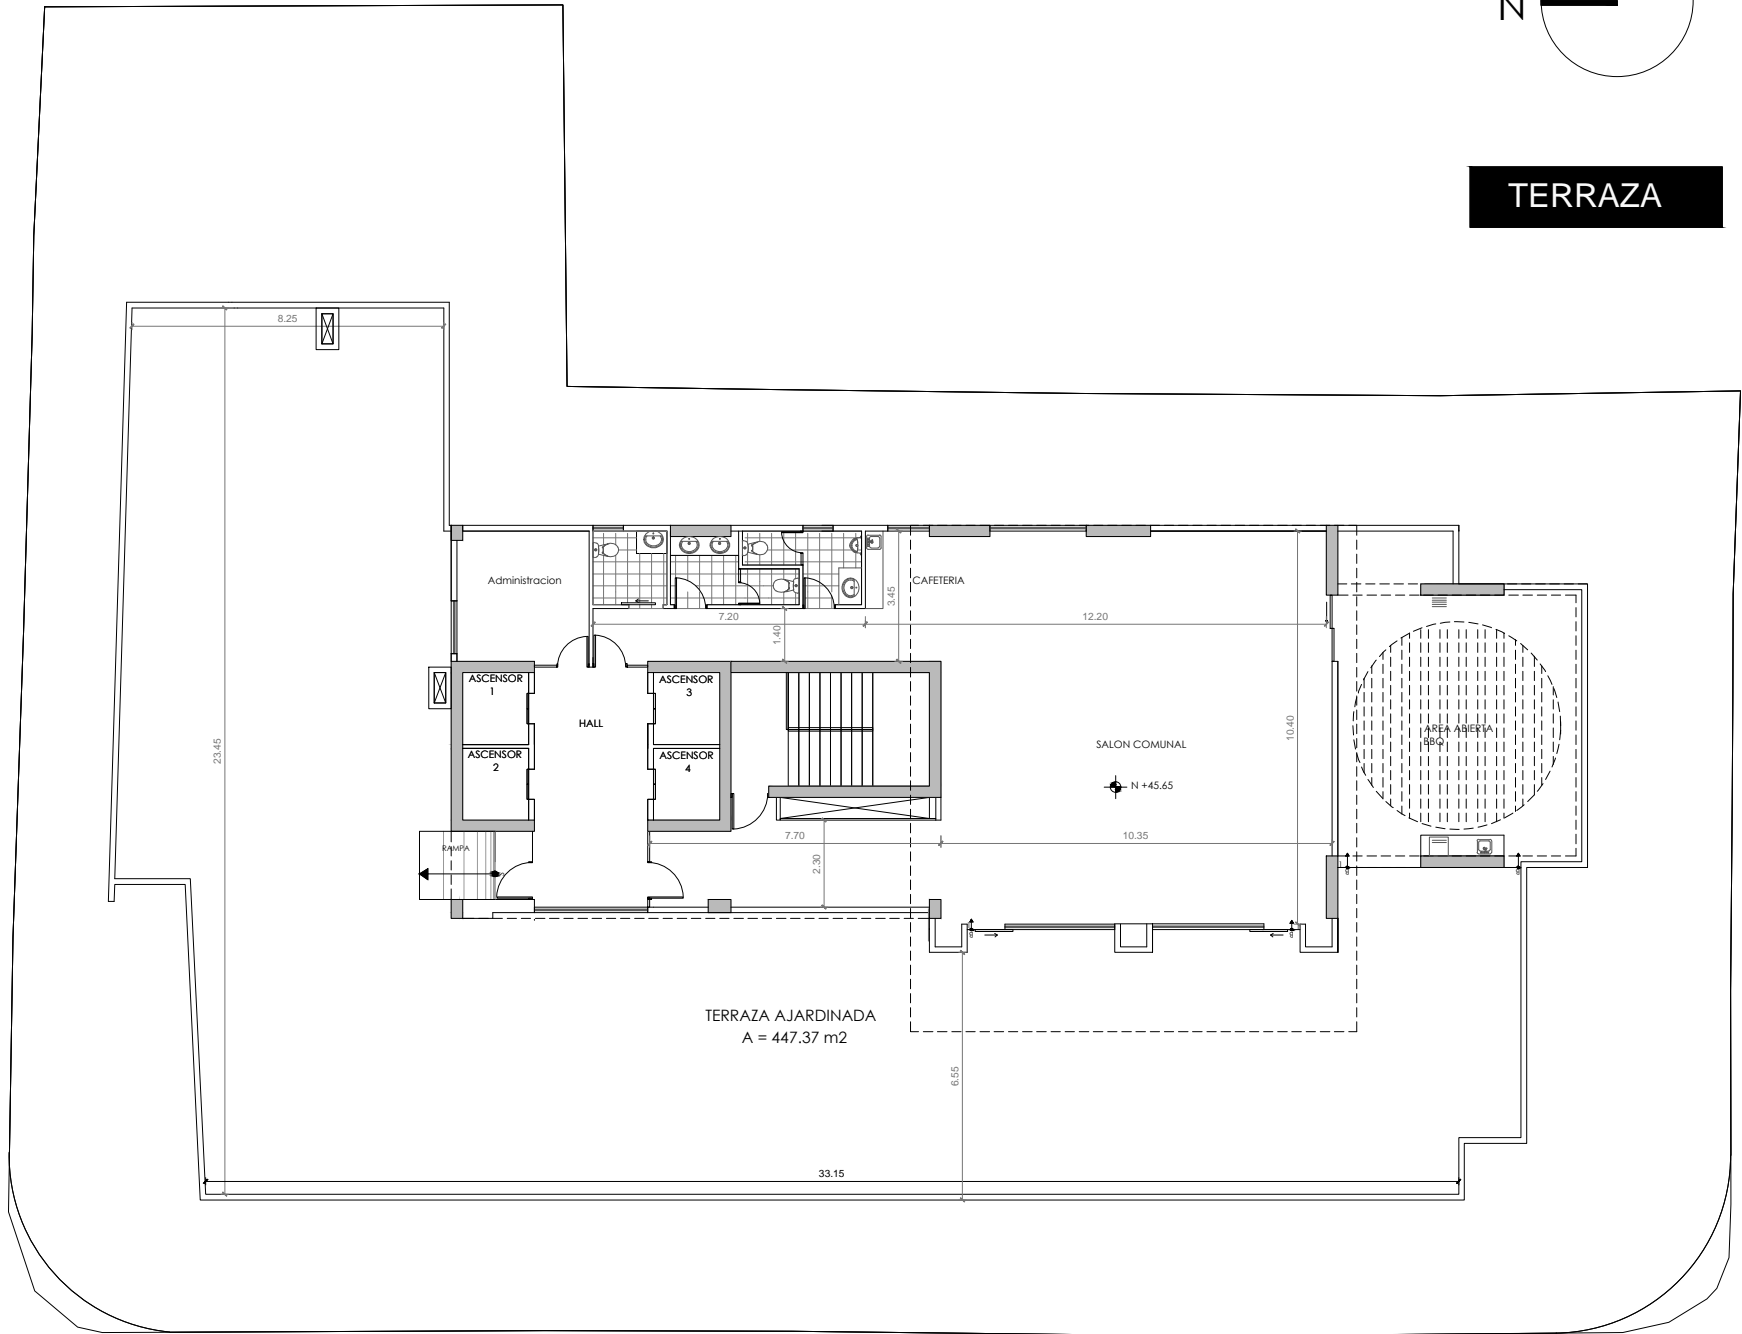 N
TERRAZA
8.25
Administracion
CAFETERIA
3.45
7.20
12.20
1.40
ASCENSOR
1
ASCENSOR
3
HALL
10.40
23.45
AREA ABIERTA
BBQ
SALON COMUNAL
ASCENSOR
2
ASCENSOR
4
N +45.65
7.70
10.35
RAMPA
2.30
TERRAZA AJARDINADA
A = 447.37 m2
6.55
33.15